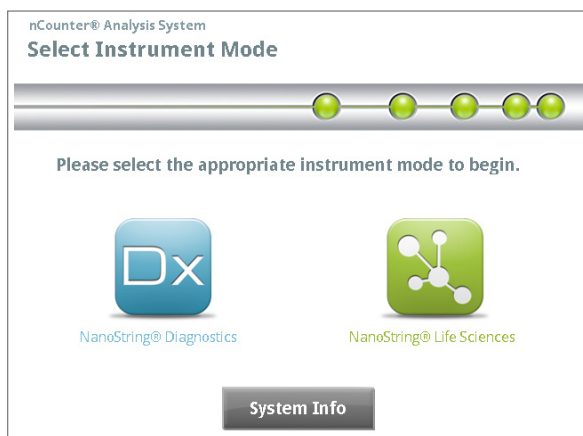 nCounter® Analysis System
Select Instrument Mode
Please select the appropriate instrument mode to begin.
Dx
NanoString® Diagnostics
NanoString® Life Sciences
System Info